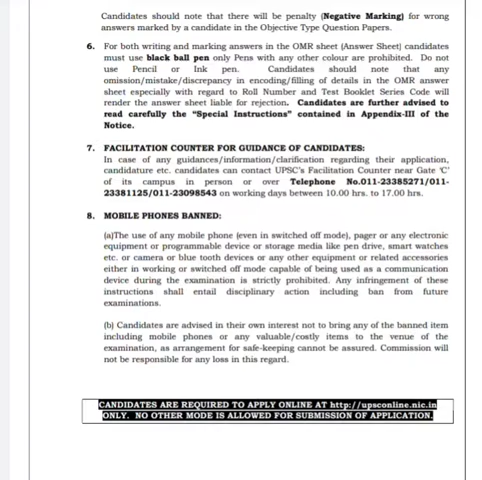 Candidates should note that there will be penalty (Negative Marking) for wrong
answers marked by a candidate in the Objective Type Question Papers.
6. For both writing and marking answers in the OMR sheet (Answer Sheet) candidates
must use black ball pen only Pens with any other colour are prohibited. Do not
use Pencil or Ink pen. Candidates should note that any
omission/mistake/discrepancy in encoding/filling of details in the OMR answer
sheet especially with regard to Roll Number and Test Booklet Series Code will
render the answer sheet liable for rejection. Candidates are further advised to
read carefully the “Special Instructions” contained in Appendix-III of the
Notice.
7. FACILITATION COUNTER FOR GUIDANCE OF CANDIDATES:
In case of any guidances/information/clarification regarding their application,
candidature etc. candidates can contact UPSC's Facilitation Counter near Gate ‘C’
of its campus in person or over Telephone No.011-23385271/011-
23381125/011-23098543 on working days between 10.00 hrs. to 17.00 hrs.
8. MOBILE PHONES BANNED:
(a)The use of any mobile phone (even in switched off mode), pager or any electronic
equipment or programmable device or storage media like pen drive, smart watches
etc. or camera or blue tooth devices or any other equipment or related accessories
either in working or switched off mode capable of being used as a communication
device during the examination is strictly prohibited. Any infringement of these
instructions shall entail disciplinary action including ban from future
examinations.
(b) Candidates are advised in their own interest not to bring any of the banned item
including mobile phones or any valuable/costly items to the venue of the
examination, as arrangement for safe-keeping cannot be assured. Commission will
not be responsible for any loss in this regard.
CANDIDATES ARE REQUIRED TO APPLY ONLINE AT http://upsconline.nic.in
ONLY. NO OTHER MODE IS ALLOWED FOR SUBMISSION OF APPLICATION.